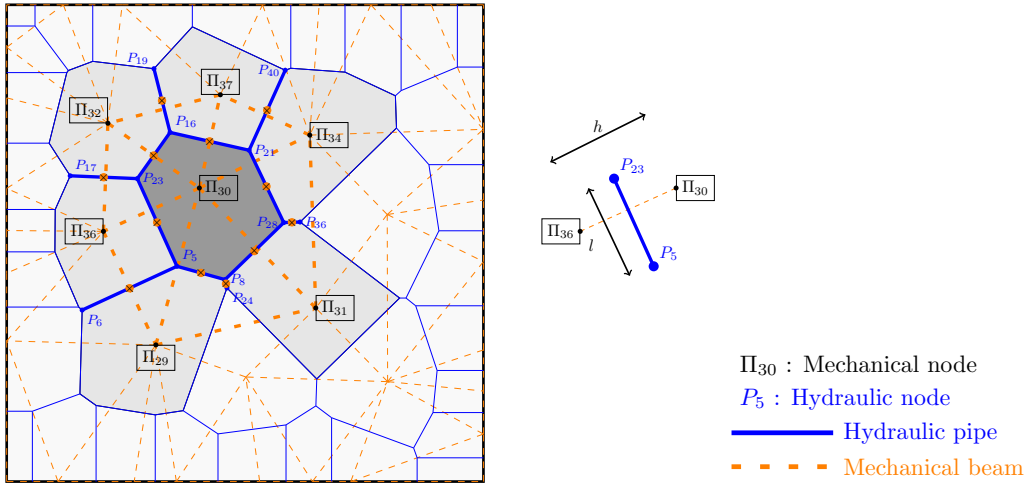 P₁₉
P₄₀
Π₃₇
Π₃₂
P₁₆
Π₃₄
P₂₁
P₁₇
P₂₃
Π₃₀
P₂₈
P₃₆
Π₃₆
P₅
P₈
P₂₄
P₆
Π₃₁
Π₂₉
h
P₂₃
Π₃₀
Π₃₆
l
P₅
Π₃₀ : Mechanical node
P₅ : Hydraulic node
Hydraulic pipe
Mechanical beam